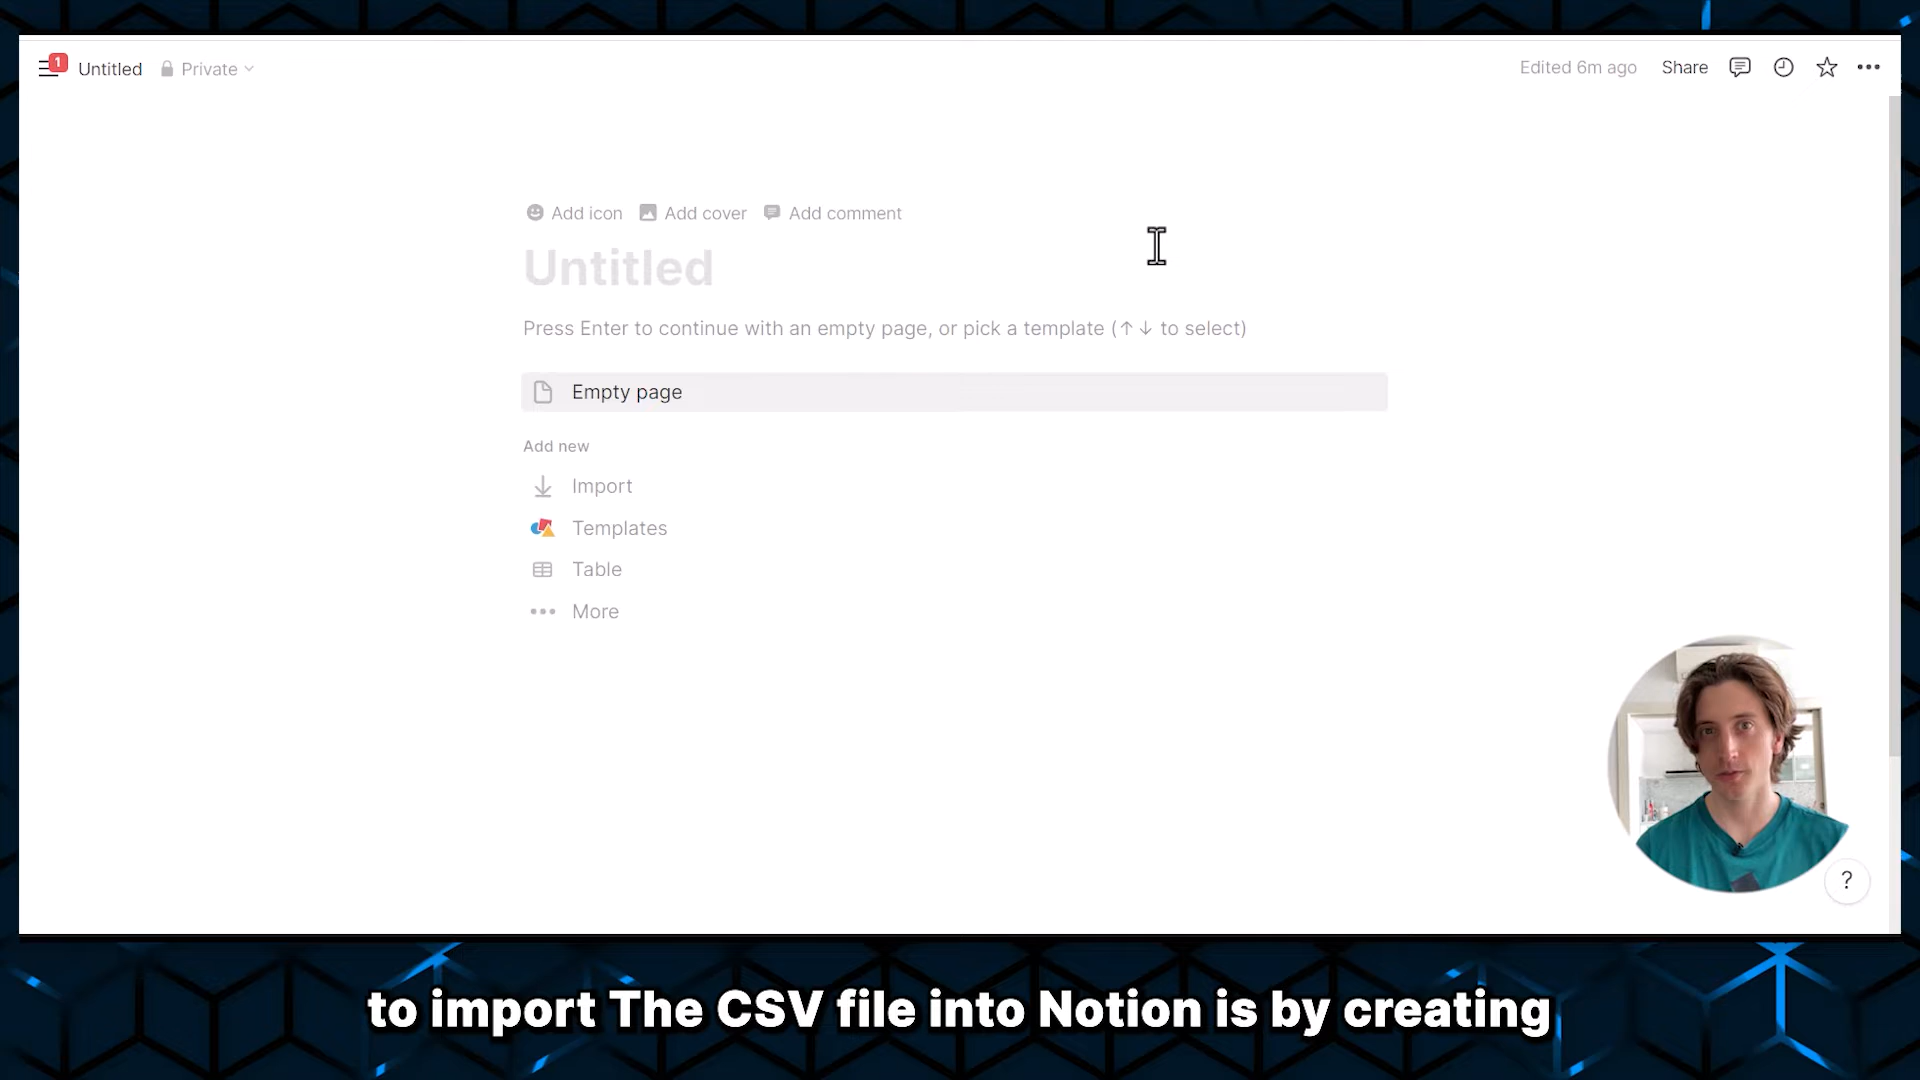 1
Untitled Private
Edited 6m ago Share
Add icon Add cover Add comment
Untitled
Press Enter to continue with an empty page, or pick a template (↑↓ to select)
Empty page
Add new
Import
Templates
Table
More
?
to import The CSV file into Notion is by creating